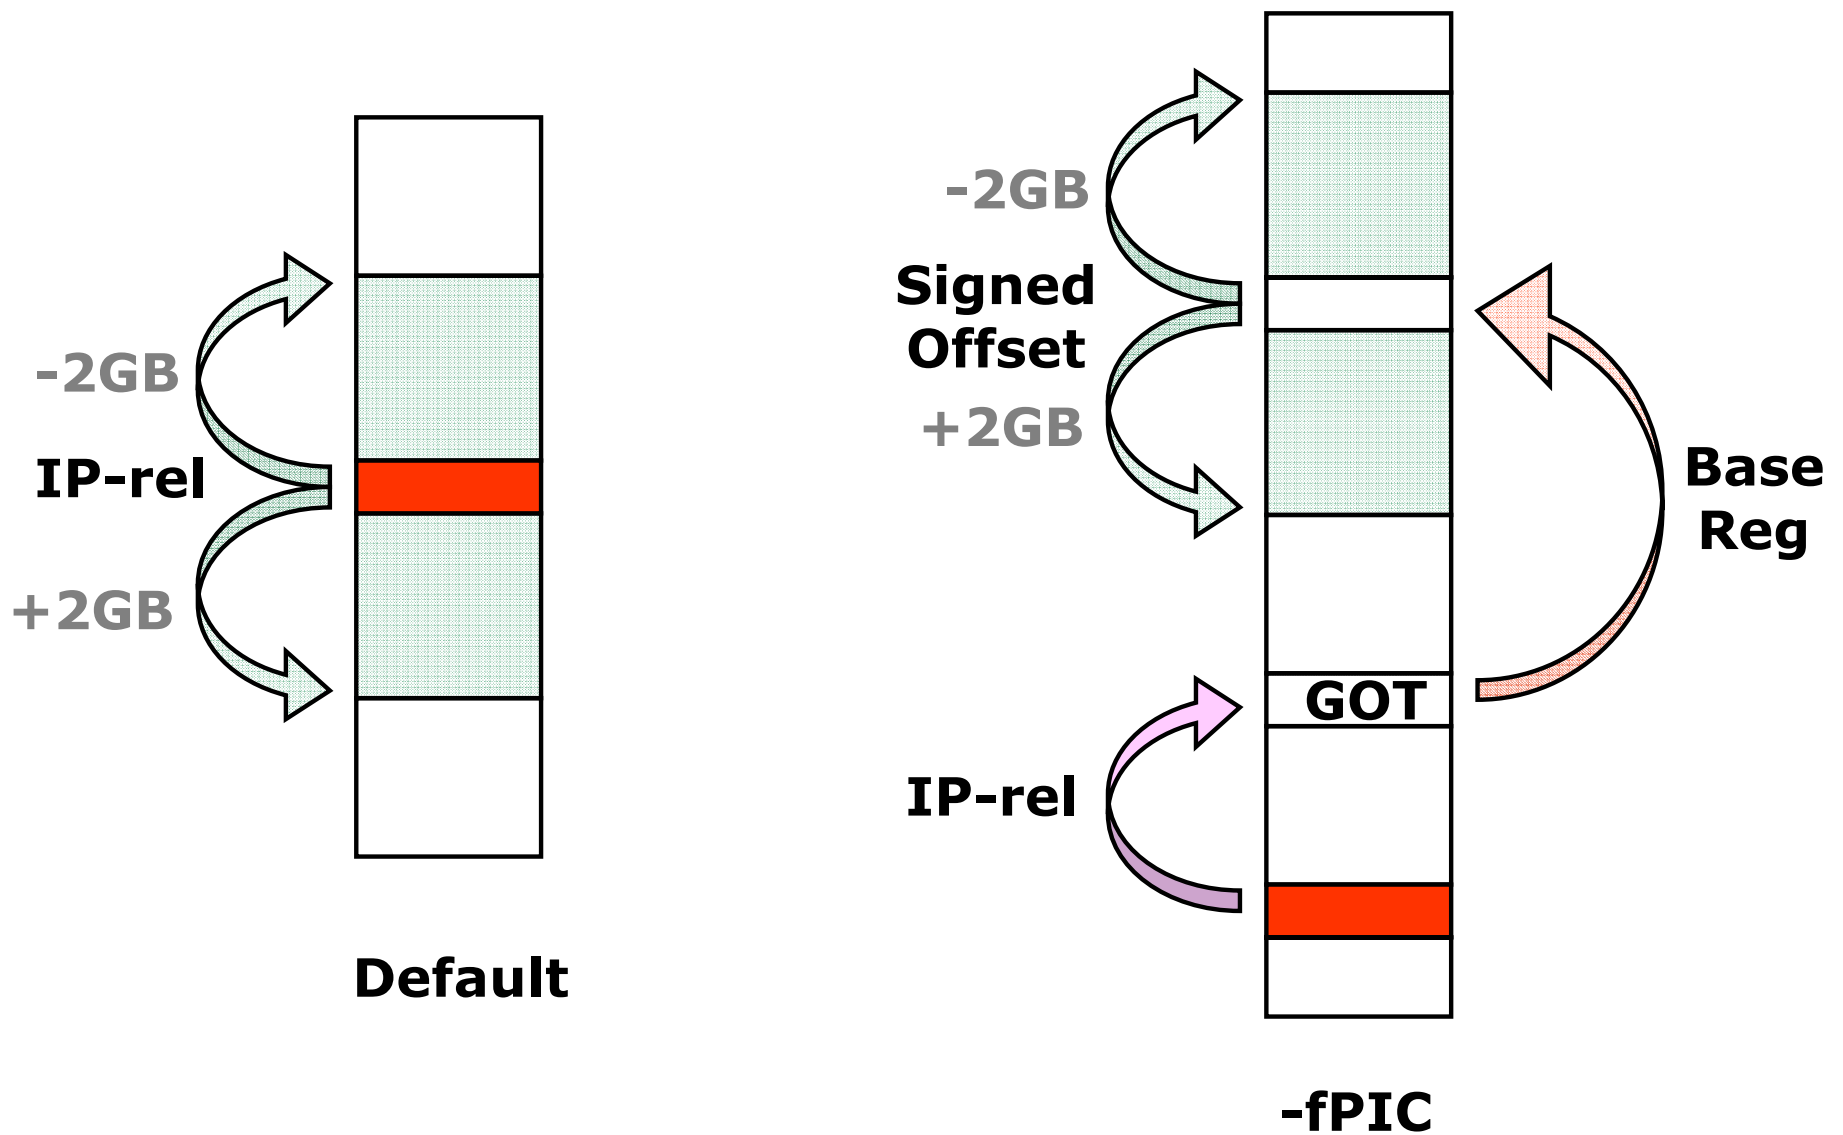 -2GB
IP-rel
+2GB
Default
-2GB
Signed
Offset
+2GB
Base
Reg
GOT
IP-rel
-fPIC